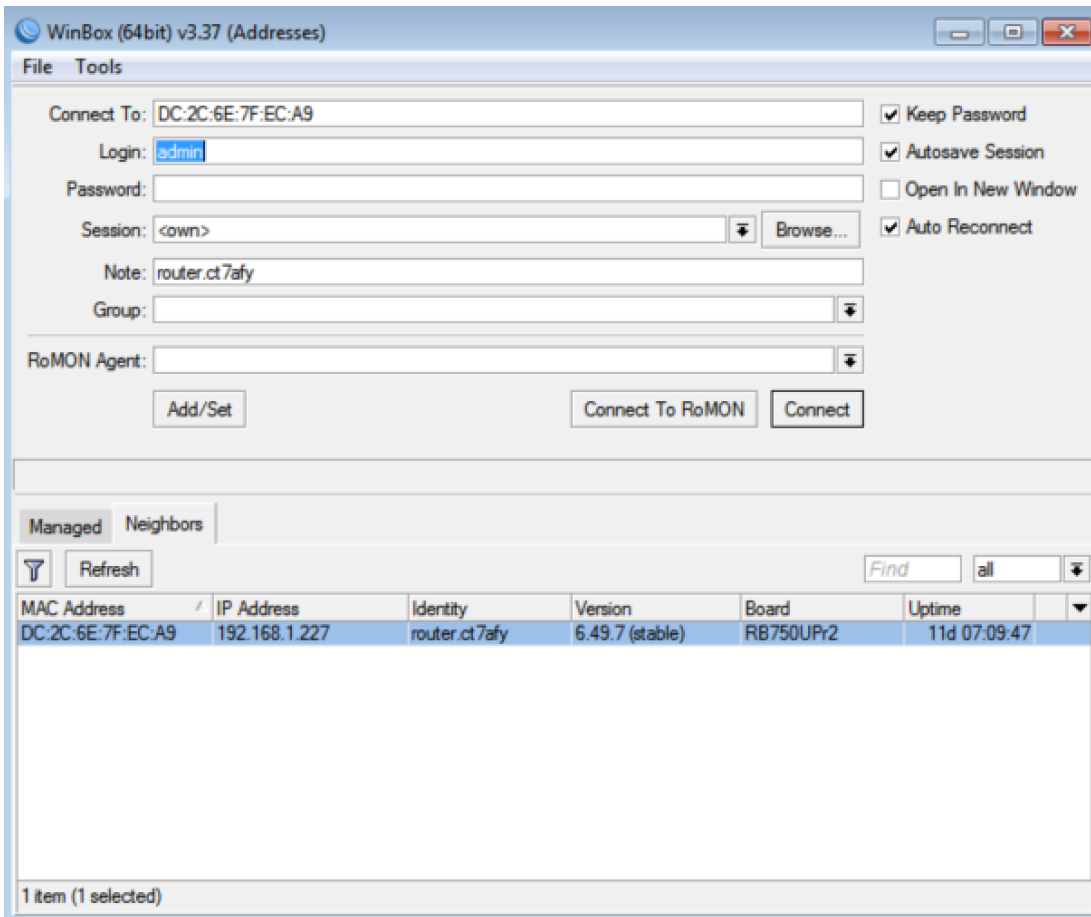 WinBox (64bit) v3.37 (Addresses)
File Tools
Connect To: DC:2C:6E:7F:EC:A9
Keep Password
Login: admin
Autosave Session
Password:
Open In New Window
Session: <own>
Browse...
Auto Reconnect
Note: router.ct7afy
Group:
RoMON Agent:
Add/Set Connect To RoMON Connect
Managed Neighbors
Refresh Find all
MAC Address / IP Address Identity Version Board Uptime
DC:2C:6E:7F:EC:A9 192.168.1.227 router.ct7afy 6.49.7 (stable) RB750UPr2 11d 07:09:47
1 item (1 selected)